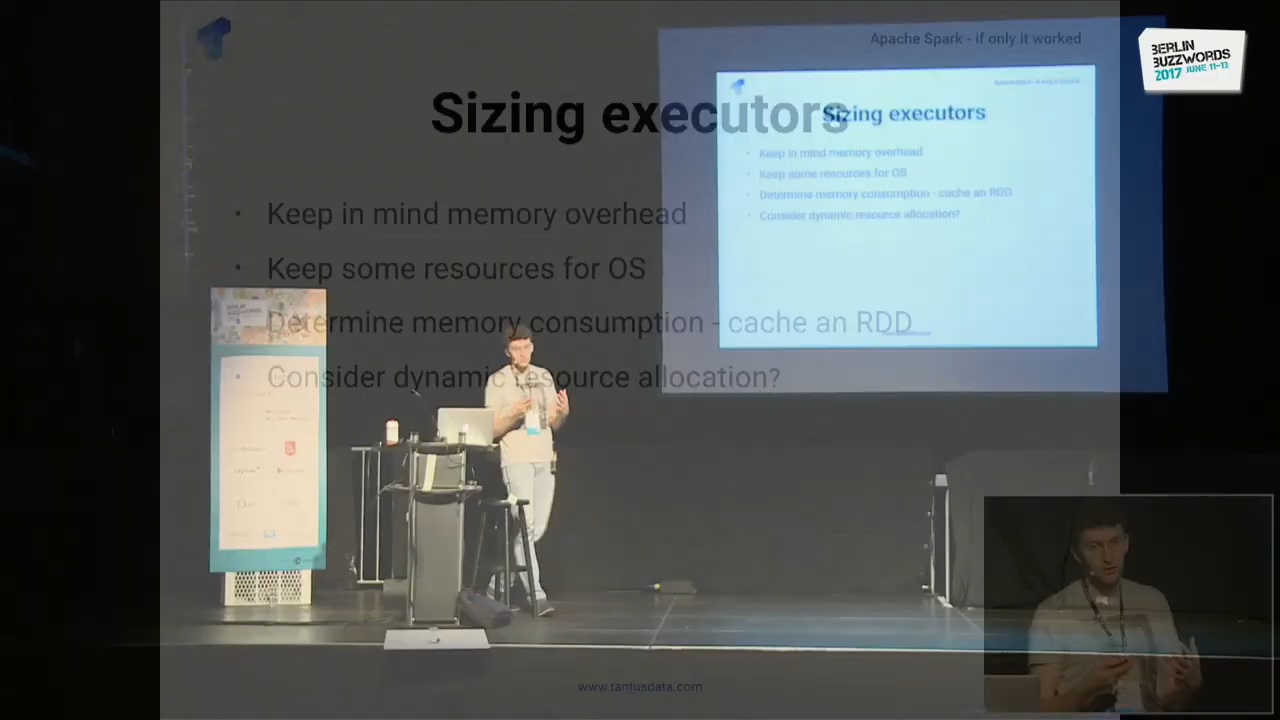 Apache Spark - if only it worked
BERLIN
BUZZWORDS
2017 JUNE 11-13
Sizing executors
• Keep in mind memory overhead
• Keep some resources for OS
Determine memory consumption - cache an RDD
Consider dynamic resource allocation?
Sizing executors
• Keep in mind memory overhead
• Keep some resources for OS
• Determine memory consumption - cache an RDD
• Consider dynamic resource allocation?
www.tantusdata.com